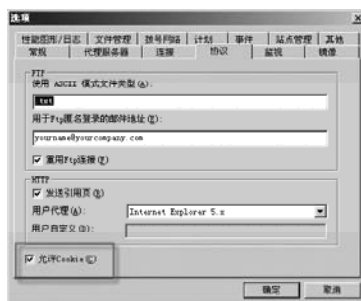 选项
性能图形/日志 文件管理 拨号网络 计划 事件 站点管理 其他
常规 代理服务器 连接 协议 监视 镜像
FTP
使用 ASCII 模式文件类型(A):
.txt
用于Ftp匿名登录的邮件地址(E):
yourname@yourcompany.com
重用Ftp连接(F)
HTTP
发送引用页(R)
用户代理(A):
Internet Explorer 5.x
用户自定义(D):
允许Cookie(C)
确定 取消